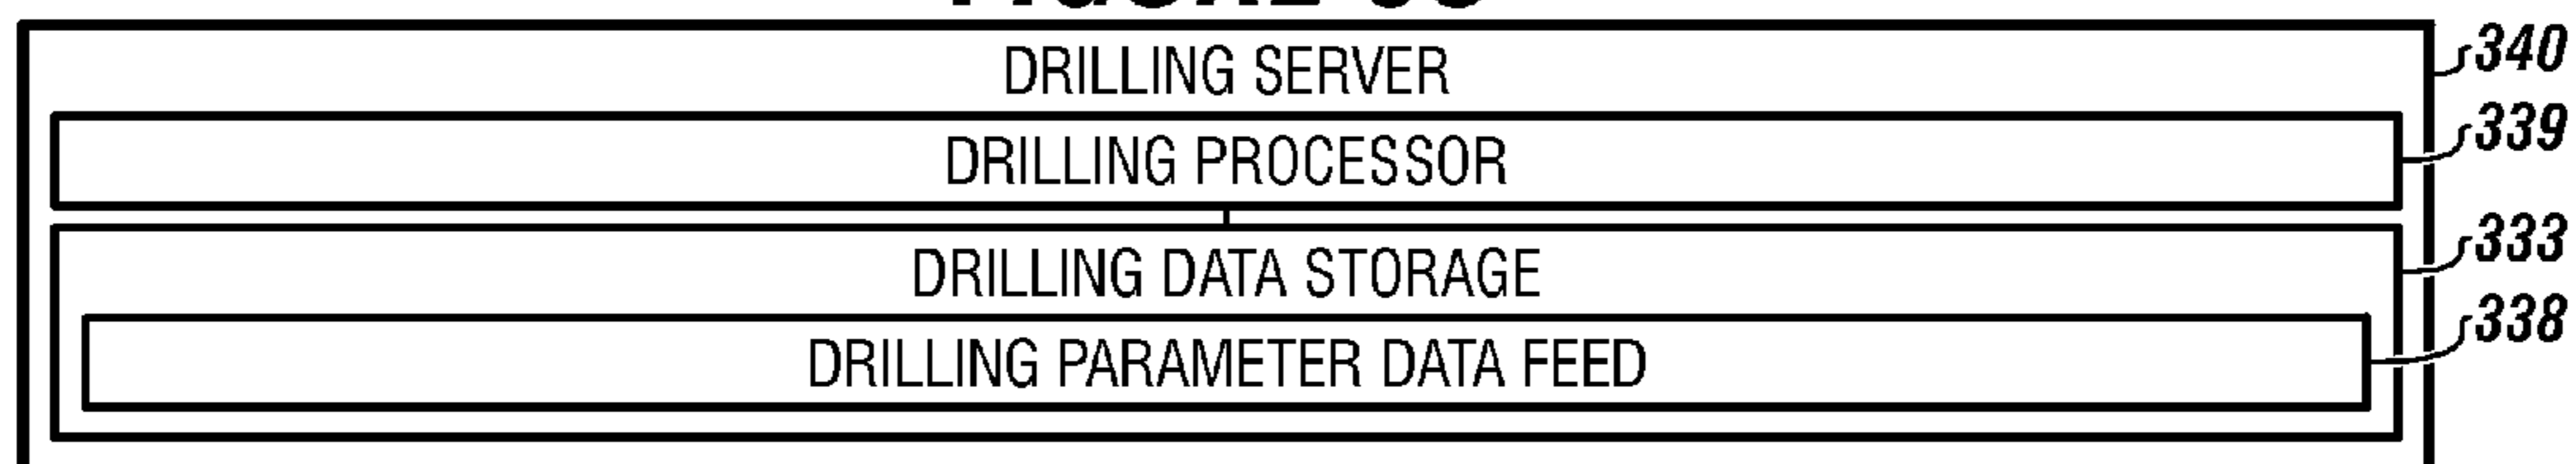 DRILLING SERVER
340
DRILLING PROCESSOR
339
DRILLING DATA STORAGE
333
DRILLING PARAMETER DATA FEED
338